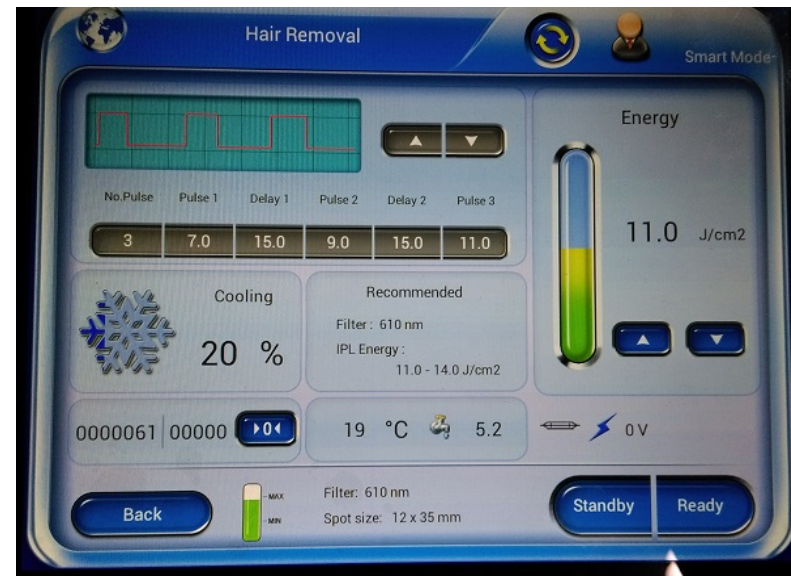 Hair Removal
Smart Mode-
No.Pulse Pulse 1 Delay 1 Pulse 2 Delay 2 Pulse 3
3 7.0 15.0 9.0 15.0 11.0
Energy
11.0 J/cm2
Cooling
20 %
Recommended
Filter : 610 nm
IPL Energy :
11.0 - 14.0 J/cm2
0000061 00000 0
19 °C 5.2
0 V
Back
MAX
MIN
Filter: 610 nm
Spot size: 12 x 35 mm
Standby Ready